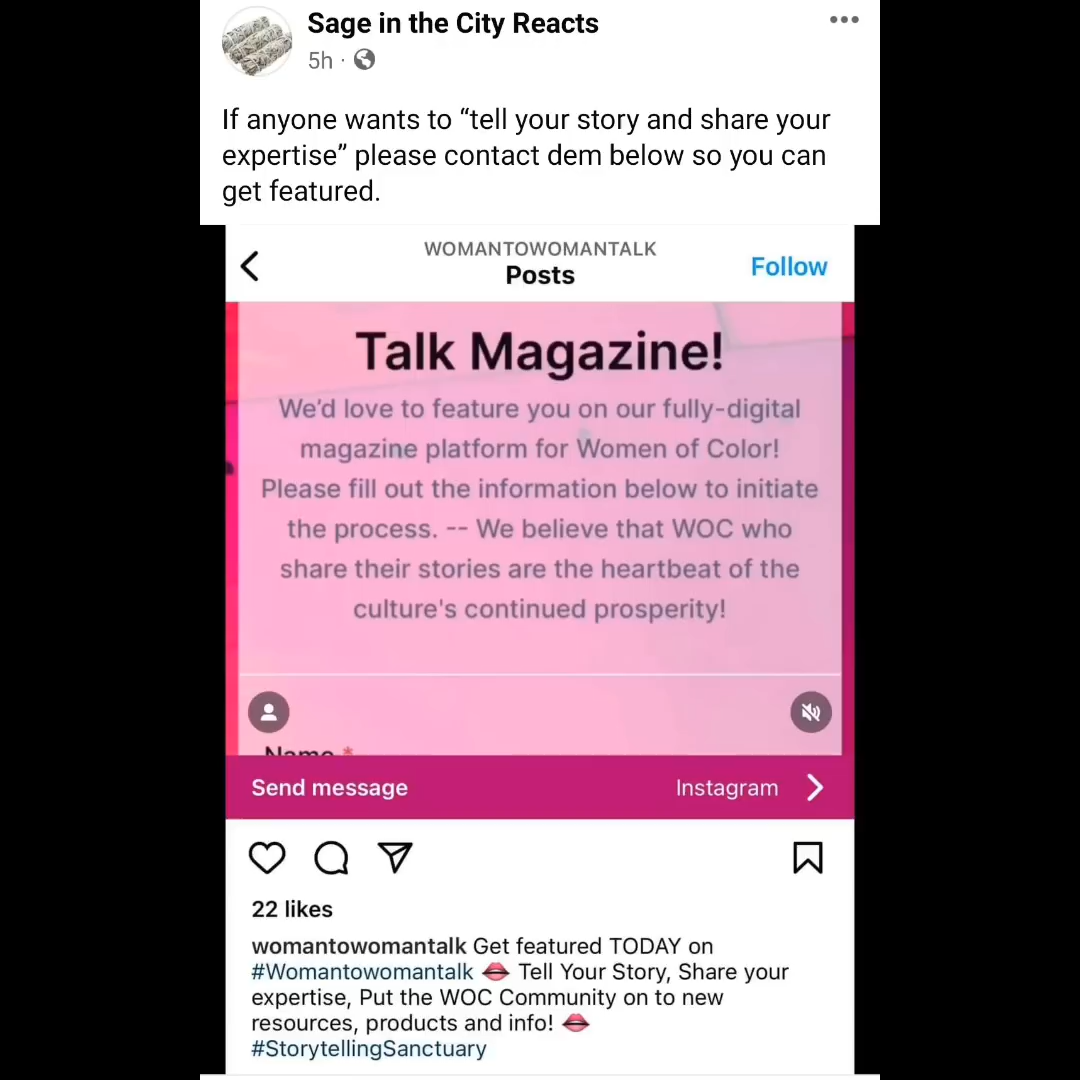 Sage in the City Reacts
5h ·
If anyone wants to “tell your story and share your
expertise” please contact dem below so you can
get featured.
WOMANTOWOMANTALK
Posts
Follow
Talk Magazine!
We'd love to feature you on our fully-digital
magazine platform for Women of Color!
Please fill out the information below to initiate
the process. -- We believe that WOC who
share their stories are the heartbeat of the
culture's continued prosperity!
Name *
Send message
Instagram
22 likes
womantowomantalk Get featured TODAY on
#Womantowomantalk 🫦 Tell Your Story, Share your
expertise, Put the WOC Community on to new
resources, products and info! 🫦
#StorytellingSanctuary